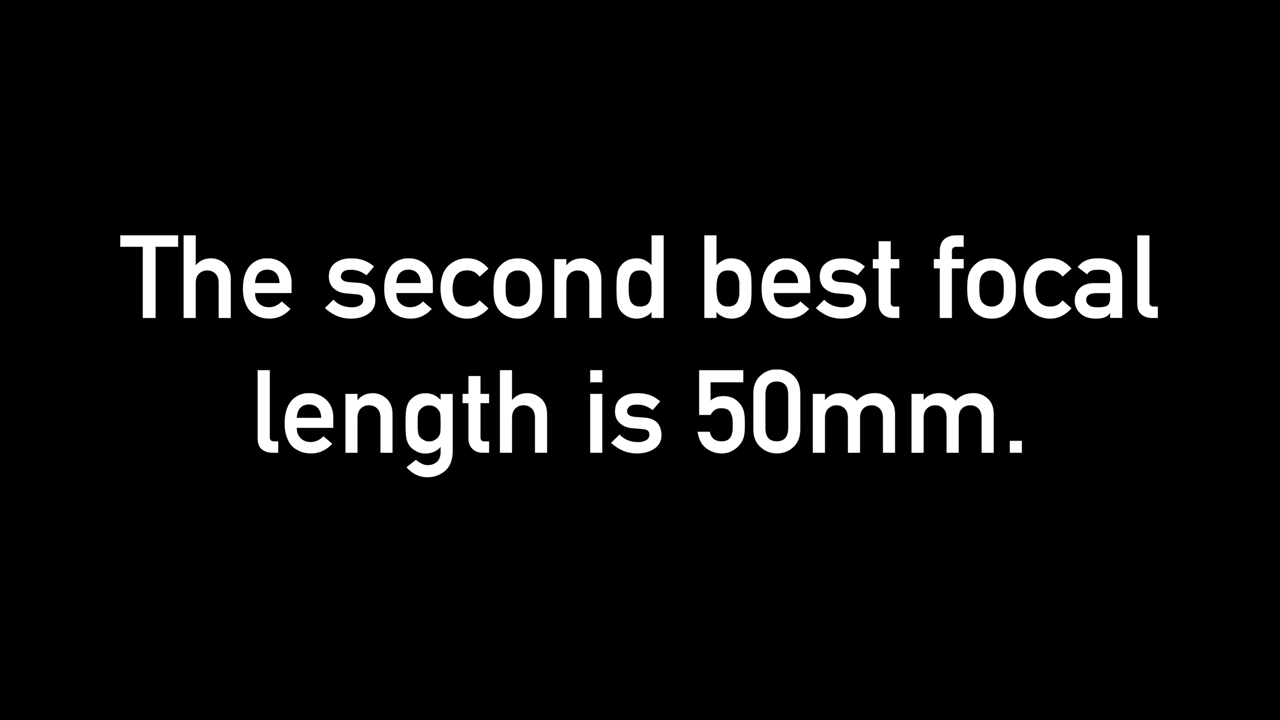 The second best focal
length is 50mm.